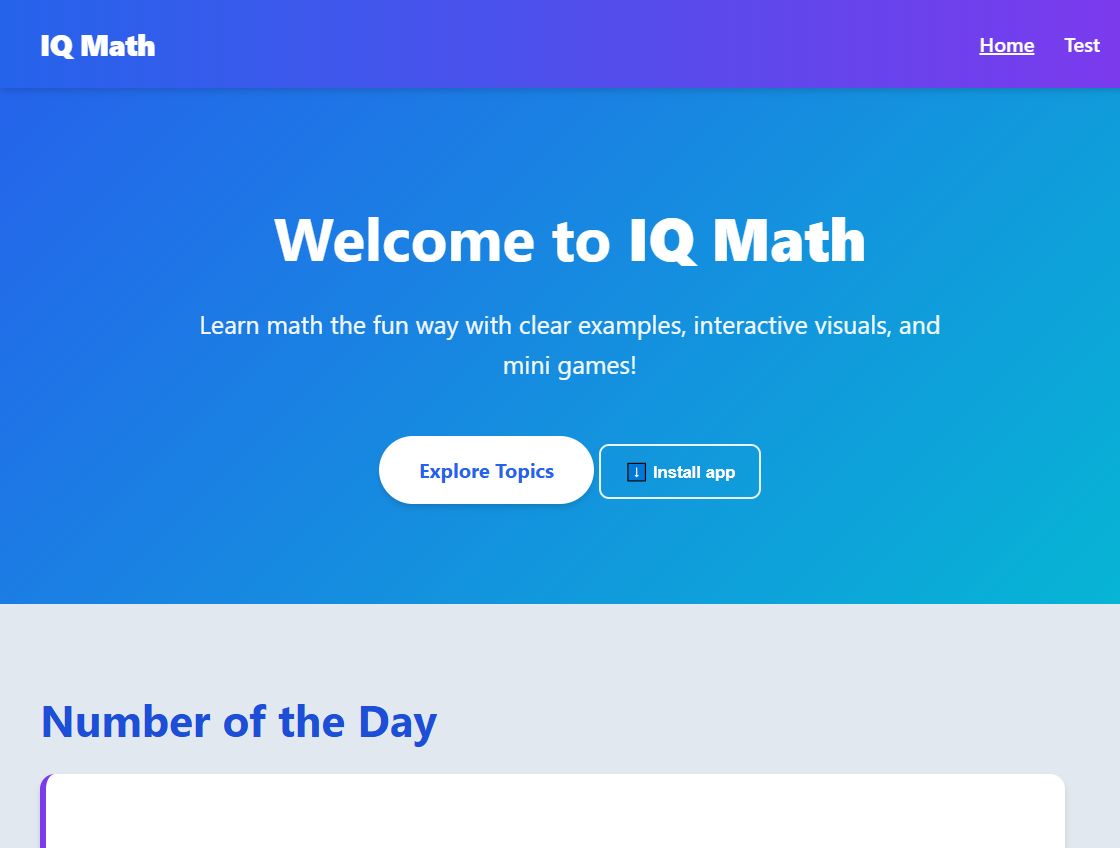 IQ Math
Home Test
Welcome to IQ Math
Learn math the fun way with clear examples, interactive visuals, and
mini games!
Explore Topics
↓ Install app
Number of the Day